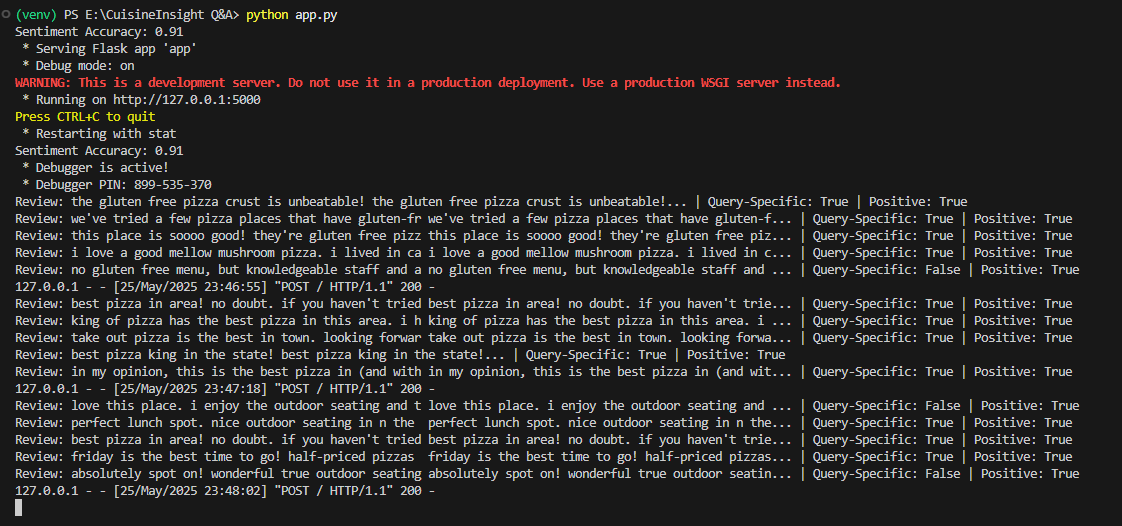 (venv) PS E:\CuisineInsight Q&A> python app.py
Sentiment Accuracy: 0.91
 * Serving Flask app 'app'
 * Debug mode: on
WARNING: This is a development server. Do not use it in a production deployment. Use a production WSGI server instead.
 * Running on http://127.0.0.1:5000
Press CTRL+C to quit
 * Restarting with stat
Sentiment Accuracy: 0.91
 * Debugger is active!
 * Debugger PIN: 899-535-370
Review: the gluten free pizza crust is unbeatable! the gluten free pizza crust is unbeatable!... | Query-Specific: True | Positive: True
Review: we've tried a few pizza places that have gluten-fr we've tried a few pizza places that have gluten-f... | Query-Specific: True | Positive: True
Review: this place is soooo good! they're gluten free pizz this place is soooo good! they're gluten free piz... | Query-Specific: True | Positive: True
Review: i love a good mellow mushroom pizza. i lived in ca i love a good mellow mushroom pizza. i lived in c... | Query-Specific: True | Positive: True
Review: no gluten free menu, but knowledgeable staff and a no gluten free menu, but knowledgeable staff and ... | Query-Specific: False | Positive: True
127.0.0.1 - - [25/May/2025 23:46:55] "POST / HTTP/1.1" 200 -
Review: best pizza in area! no doubt. if you haven't tried best pizza in area! no doubt. if you haven't trie... | Query-Specific: True | Positive: True
Review: king of pizza has the best pizza in this area. i h king of pizza has the best pizza in this area. i ... | Query-Specific: True | Positive: True
Review: take out pizza is the best in town. looking forwar take out pizza is the best in town. looking forwa... | Query-Specific: True | Positive: True
Review: best pizza king in the state! best pizza king in the state!... | Query-Specific: True | Positive: True
Review: in my opinion, this is the best pizza in (and with in my opinion, this is the best pizza in (and wit... | Query-Specific: True | Positive: True
127.0.0.1 - - [25/May/2025 23:47:18] "POST / HTTP/1.1" 200 -
Review: love this place. i enjoy the outdoor seating and t love this place. i enjoy the outdoor seating and ... | Query-Specific: False | Positive: True
Review: perfect lunch spot. nice outdoor seating in n the  perfect lunch spot. nice outdoor seating in n the... | Query-Specific: True | Positive: True
Review: best pizza in area! no doubt. if you haven't tried best pizza in area! no doubt. if you haven't trie... | Query-Specific: True | Positive: True
Review: friday is the best time to go! half-priced pizzas  friday is the best time to go! half-priced pizzas... | Query-Specific: True | Positive: True
Review: absolutely spot on! wonderful true outdoor seating absolutely spot on! wonderful true outdoor seatin... | Query-Specific: False | Positive: True
127.0.0.1 - - [25/May/2025 23:48:02] "POST / HTTP/1.1" 200 -